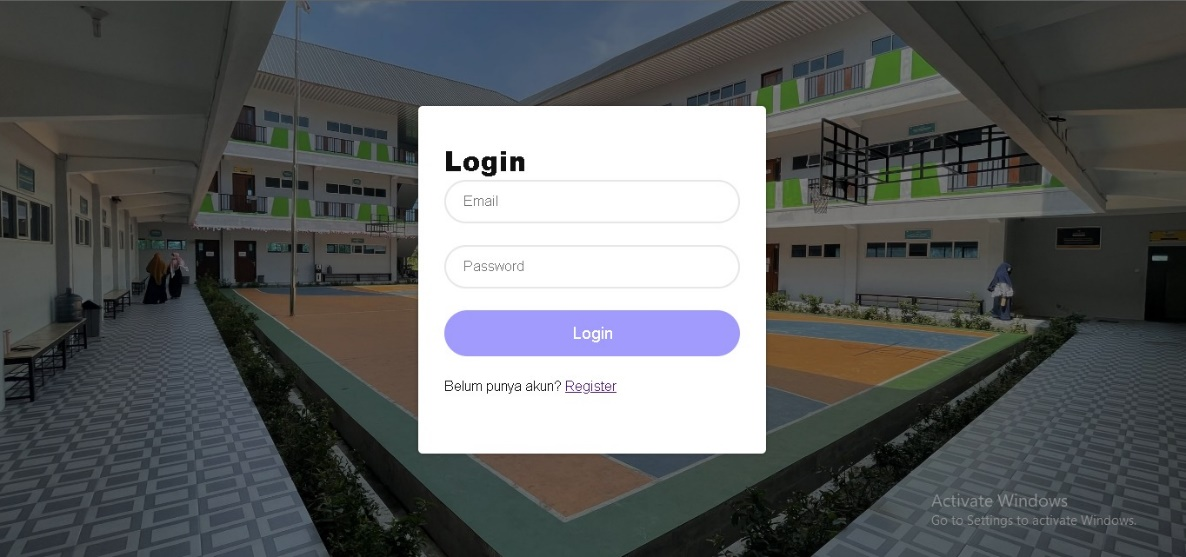 Login
Email
Password
Login
Belum punya akun? Register
Activate Windows
Go to Settings to activate Windows.